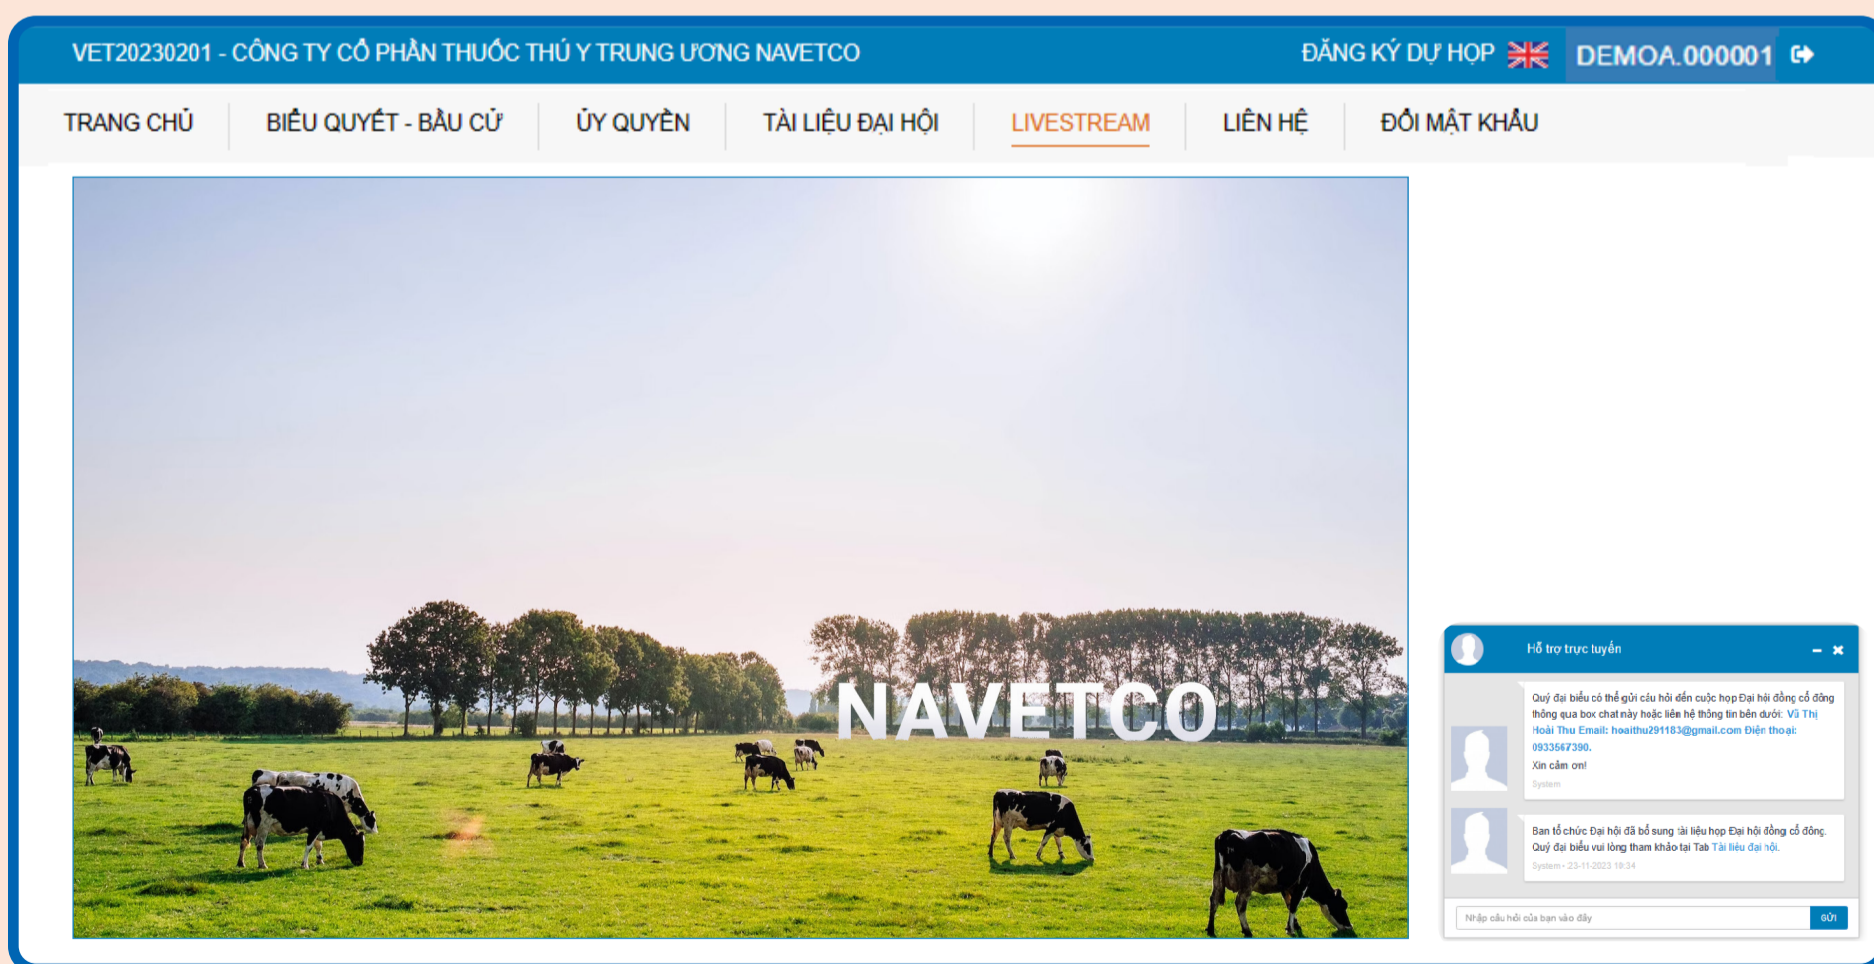 VET20230201 - CÔNG TY CỔ PHẦN THUỐC THÚ Y TRUNG ƯƠNG NAVETCO
ĐĂNG KÝ DỰ HỌP DEMOA.000001
TRANG CHỦ BIỂU QUYẾT - BẦU CỬ ỦY QUYỀN TÀI LIỆU ĐẠI HỘI LIVESTREAM LIÊN HỆ ĐỔI MẬT KHẨU
NAVETCO
Hỗ trợ trực tuyến
Quý đại biểu có thể gửi câu hỏi đến cuộc họp Đại hội đồng cổ đông
thông qua box chat này hoặc liên hệ thông tin bên dưới: Vũ Thị
Hoài Thu Email: hoaithu291183@gmail.com Điện thoại:
0933567390.
Xin cảm ơn!
System
Ban tổ chức Đại hội đã bổ sung tài liệu họp Đại hội đồng cổ đông.
Quý đại biểu vui lòng tham khảo tại Tab Tài liệu đại hội.
System - 23-11-2023 10:34
Nhập câu hỏi của bạn vào đây
GỬI